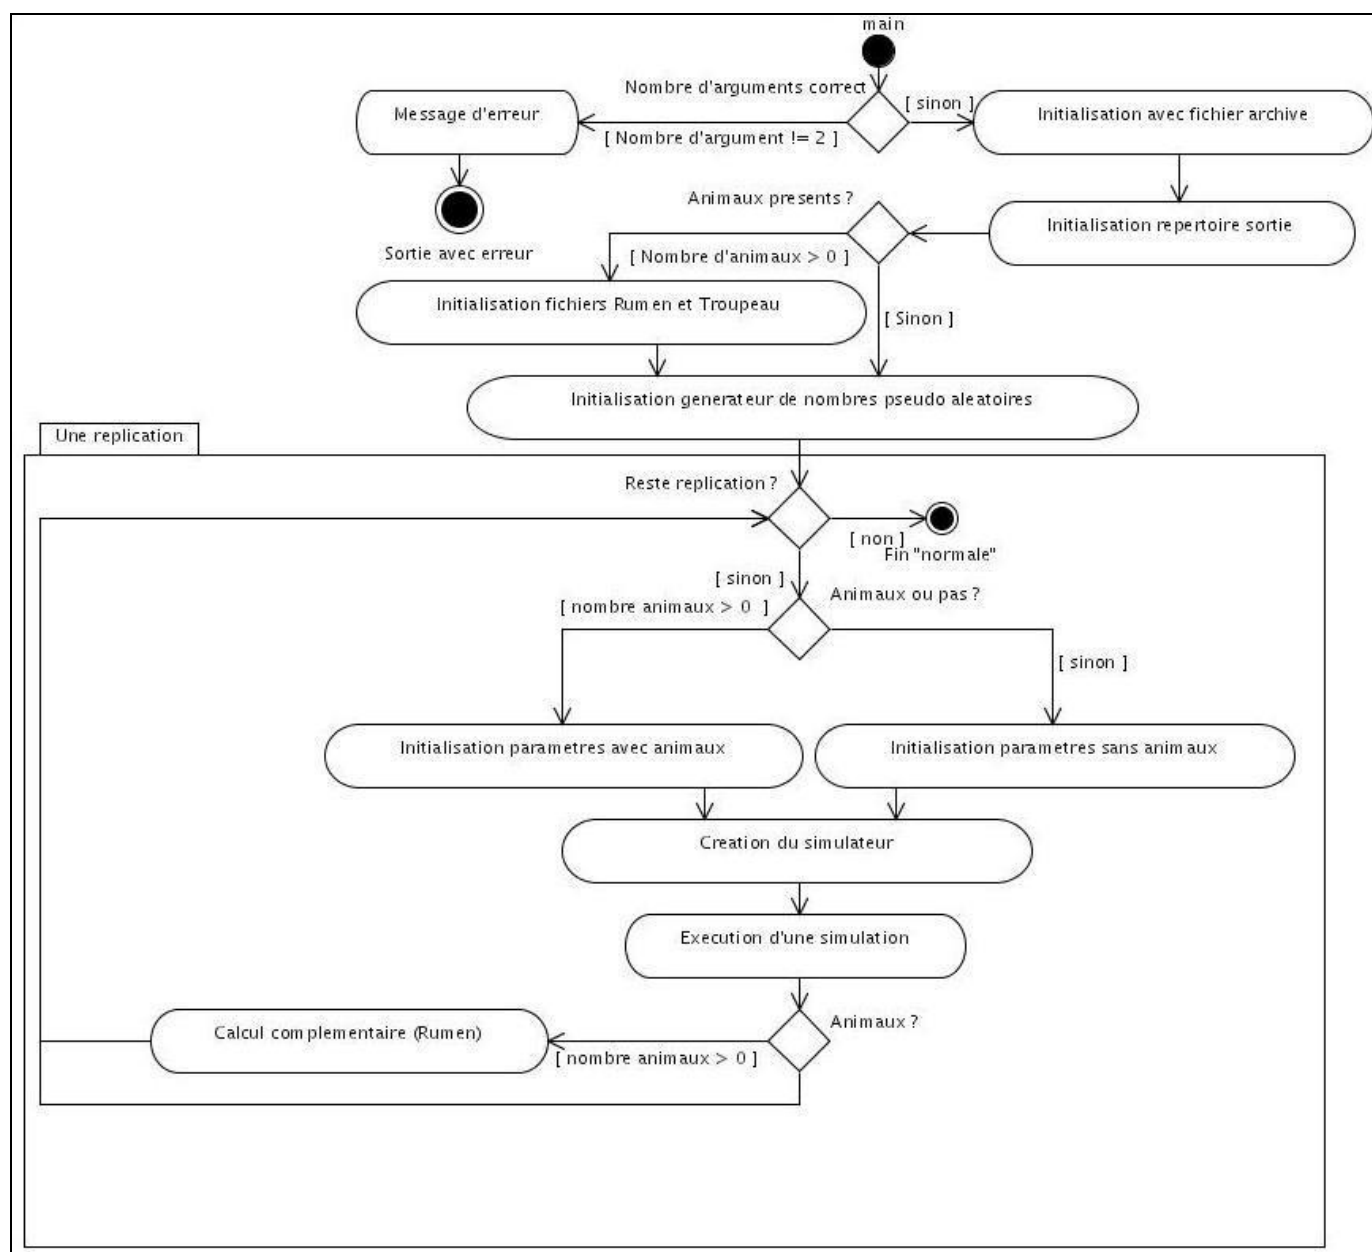 main
Nombre d'arguments correct
[ sinon ]
Message d'erreur
Initialisation avec fichier archive
[ Nombre d'argument != 2 ]
Animaux presents ?
Initialisation repertoire sortie
Sortie avec erreur
[ Nombre d'animaux > 0 ]
Initialisation fichiers Rumen et Troupeau
[ Sinon ]
Initialisation generateur de nombres pseudo aleatoires
Une replication
Reste replication ?
[ non ]
Fin "normale"
[ sinon ]
Animaux ou pas ?
[ nombre animaux > 0 ]
[ sinon ]
Initialisation parametres avec animaux
Initialisation parametres sans animaux
Creation du simulateur
Execution d'une simulation
Animaux ?
Calcul complementaire (Rumen)
[ nombre animaux > 0 ]